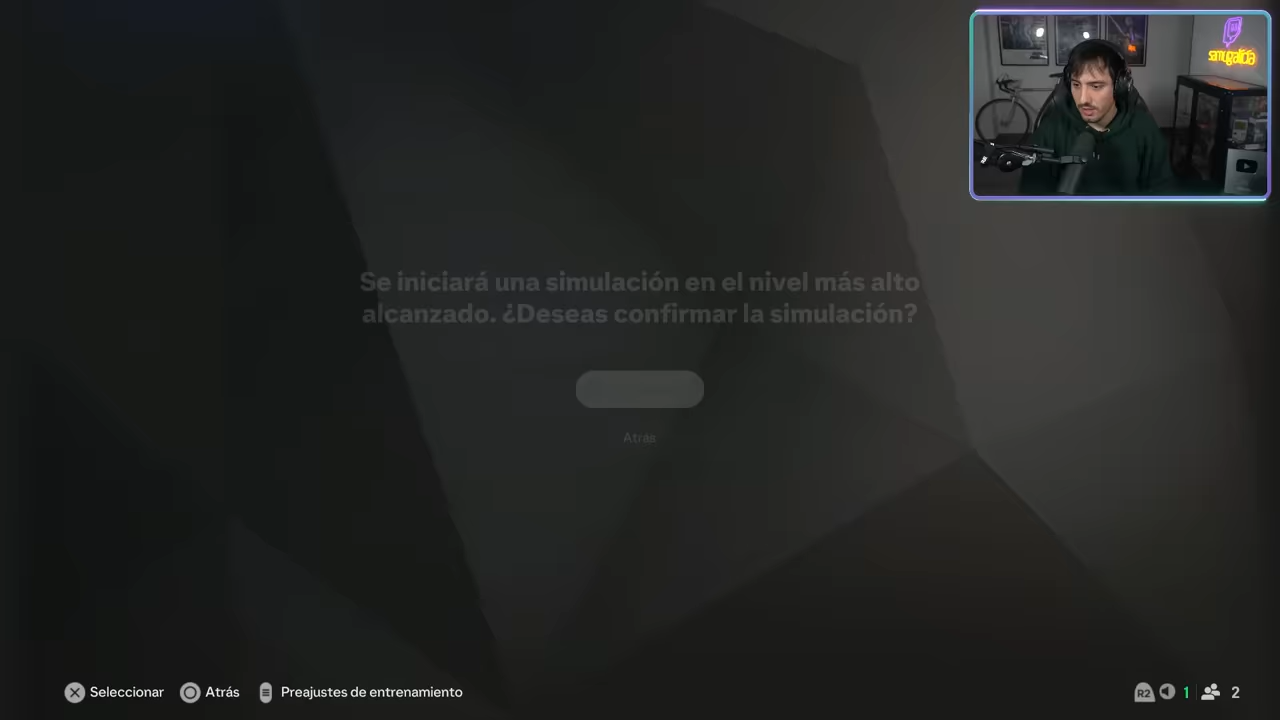 samugalida
Se iniciará una simulación en el nivel más alto
alcanzado. ¿Deseas confirmar la simulación?
Atrás
Seleccionar
Atrás
Preajustes de entrenamiento
R2
1
2